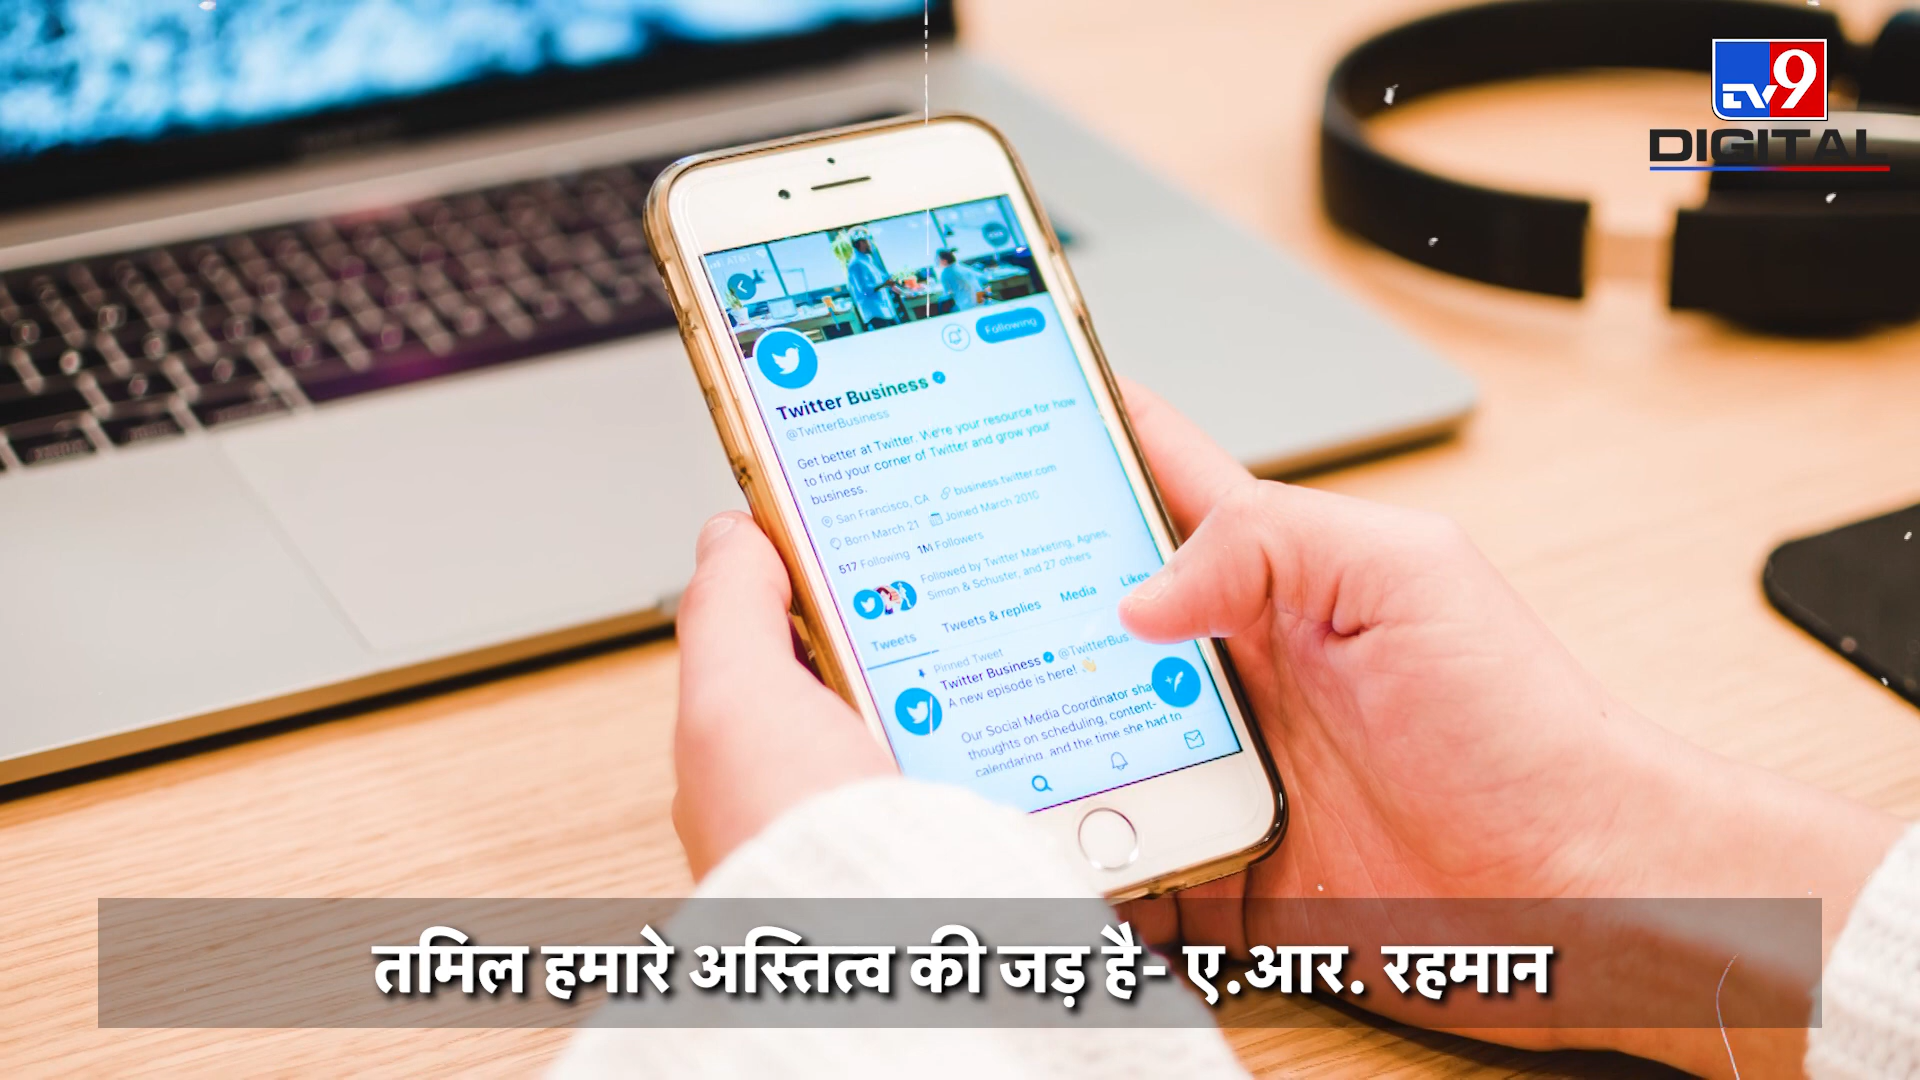 TV9
DIGITAL
AT&T
Following
Twitter Business
@TwitterBusiness
Get better at Twitter. We're your resource for how
to find your corner of Twitter and grow your
business.
San Francisco, CA business.twitter.com
Born March 21 Joined March 2010
517 Following 1M Followers
Followed by Twitter Marketing, Agnes,
Simon & Schuster, and 27 others
Tweets Tweets & replies Media Likes
Pinned Tweet
Twitter Business @TwitterBus...
A new episode is here! 👋
Our Social Media Coordinator sha
thoughts on scheduling, content-
calendaring, and the time she had to
तमिल हमारे अस्तित्व की जड़ है- ए.आर. रहमान